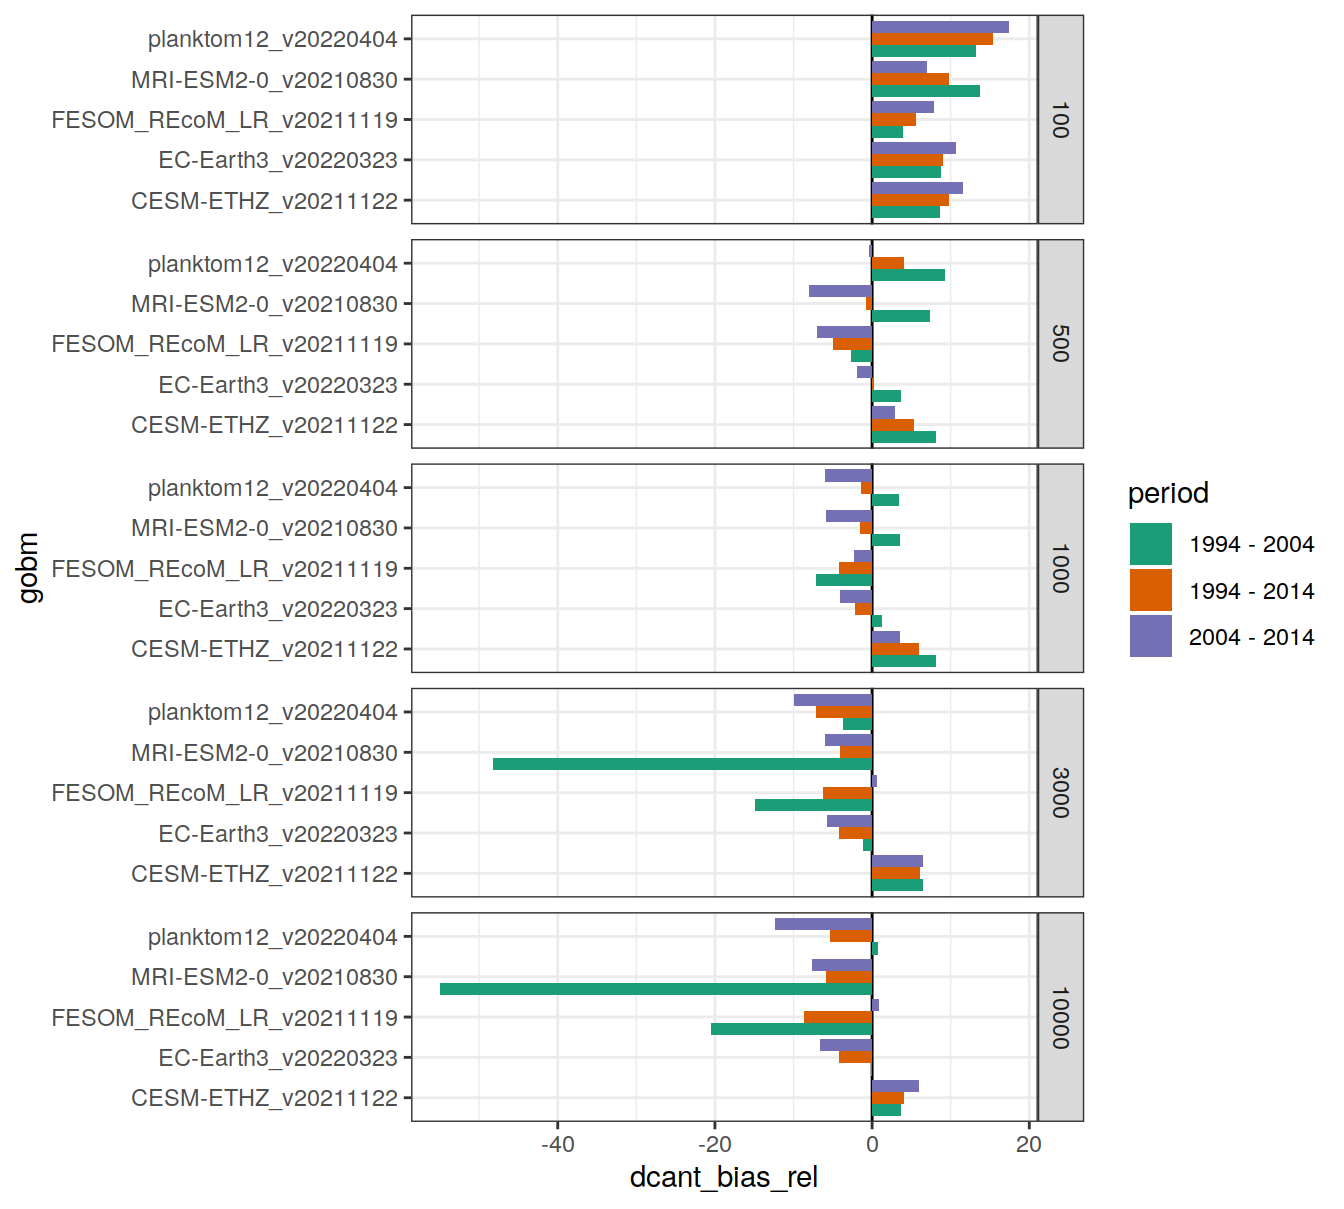 planktom12_v20220404
MRI-ESM2-0_v20210830
FESOM_REcoM_LR_v20211119
EC-Earth3_v20220323
CESM-ETHZ_v20211122
100
planktom12_v20220404
MRI-ESM2-0_v20210830
FESOM_REcoM_LR_v20211119
EC-Earth3_v20220323
CESM-ETHZ_v20211122
500
planktom12_v20220404
MRI-ESM2-0_v20210830
FESOM_REcoM_LR_v20211119
EC-Earth3_v20220323
CESM-ETHZ_v20211122
1000
planktom12_v20220404
MRI-ESM2-0_v20210830
FESOM_REcoM_LR_v20211119
EC-Earth3_v20220323
CESM-ETHZ_v20211122
3000
planktom12_v20220404
MRI-ESM2-0_v20210830
FESOM_REcoM_LR_v20211119
EC-Earth3_v20220323
CESM-ETHZ_v20211122
10000
gobm
-40
-20
0
20
dcant_bias_rel
period
1994 - 2004
1994 - 2014
2004 - 2014